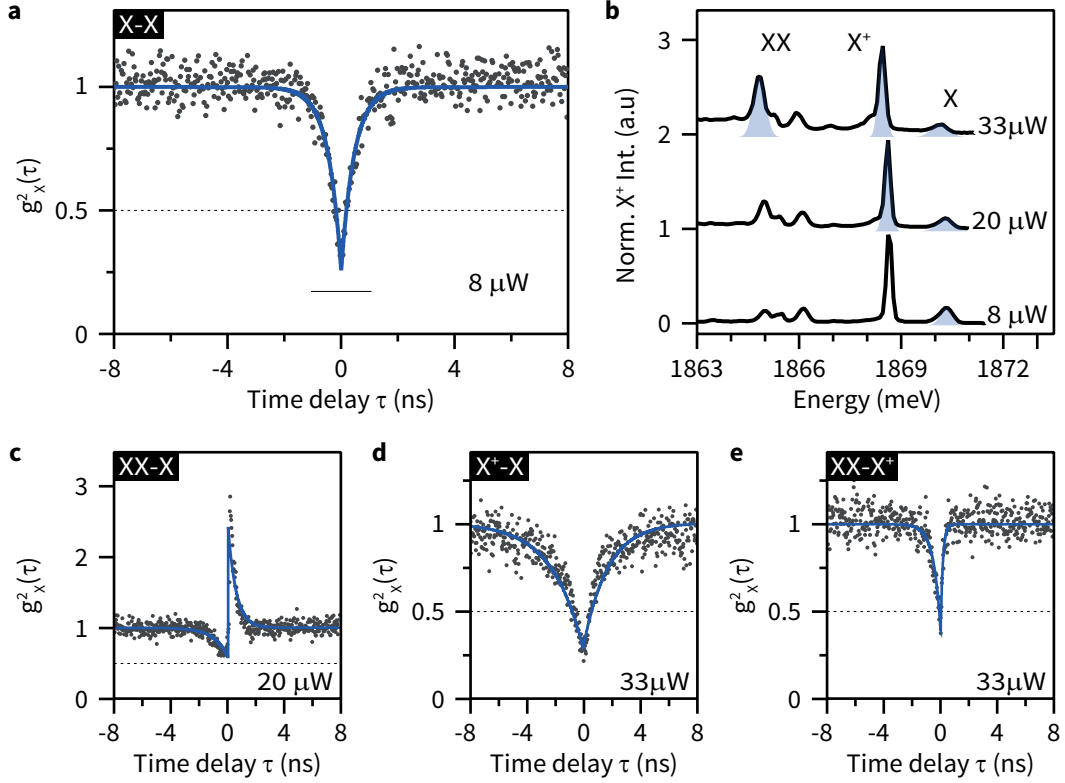 a
X-X
1
0.5
0
g²ₓ(τ)
8 μW
-8 -4 0 4 8
Time delay τ (ns)
b
3
2
1
0
Norm. X⁺ Int. (a.u)
XX X⁺ X
33μW
20 μW
8 μW
1863 1866 1869 1872
Energy (meV)
c
XX-X
3
2
1
0
g²ₓ(τ)
20 μW
-8 -4 0 4 8
Time delay τ (ns)
d
X⁺-X
1
0.5
0
g²ₓ(τ)
33μW
-8 -4 0 4 8
Time delay τ (ns)
e
XX-X⁺
1
0.5
0
g²ₓ(τ)
33μW
-8 -4 0 4 8
Time delay τ (ns)